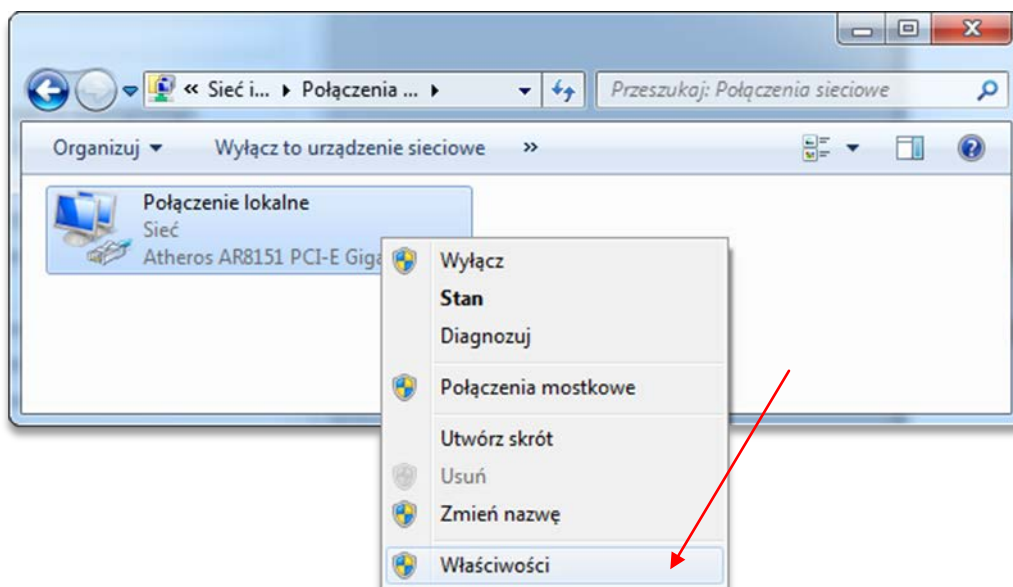 « Sieć i... Połączenia ...
Przeszukaj: Połączenia sieciowe
Organizuj
Wyłącz to urządzenie sieciowe
»
Połączenie lokalne
Sieć
Atheros AR8151 PCI-E Giga
Wyłącz
Stan
Diagnozuj
Połączenia mostkowe
Utwórz skrót
Usuń
Zmień nazwę
Właściwości